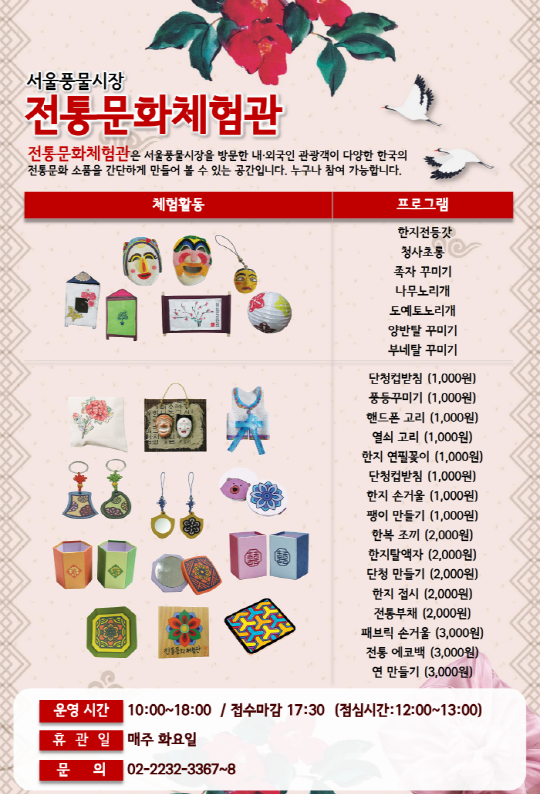 서울풍물시장
전통문화체험관
전통문화체험관은 서울풍물시장을 방문한 내·외국인 관광객이 다양한 한국의
전통문화 소품을 간단하게 만들어 볼 수 있는 공간입니다. 누구나 참여 가능합니다.
체험활동 프로그램
한지전등갓
청사초롱
족자 꾸미기
나무노리개
도예토노리개
양반탈 꾸미기
부네탈 꾸미기
단청컵받침 (1,000원)
풍등꾸미기 (1,000원)
핸드폰 고리 (1,000원)
열쇠 고리 (1,000원)
한지 연필꽂이 (1,000원)
단청컵받침 (1,000원)
한지 손거울 (1,000원)
팽이 만들기 (1,000원)
한복 조끼 (2,000원)
한지탈액자 (2,000원)
단청 만들기 (2,000원)
한지 접시 (2,000원)
전통부채 (2,000원)
패브릭 손거울 (3,000원)
전통 에코백 (3,000원)
연 만들기 (3,000원)
전통문화체험관
운영 시간 10:00~18:00 / 접수마감 17:30 (점심시간:12:00~13:00)
휴 관 일 매주 화요일
문 의 02-2232-3367~8